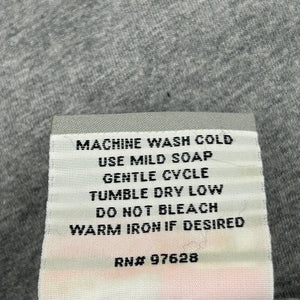 MACHINE WASH COLD
USE MILD SOAP
GENTLE CYCLE
TUMBLE DRY LOW
DO NOT BLEACH
WARM IRON IF DESIRED
RN# 97628